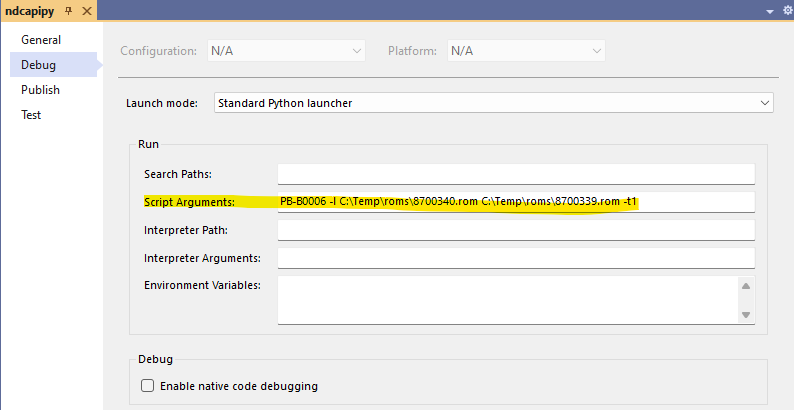 ndcapipy
General
Debug
Publish
Test
Configuration: N/A Platform: N/A
Launch mode: Standard Python launcher
Run
Search Paths:
Script Arguments: PB-B0006 -l C:\Temp\roms\8700340.rom C:\Temp\roms\8700339.rom -t1
Interpreter Path:
Interpreter Arguments:
Environment Variables:
Debug
Enable native code debugging